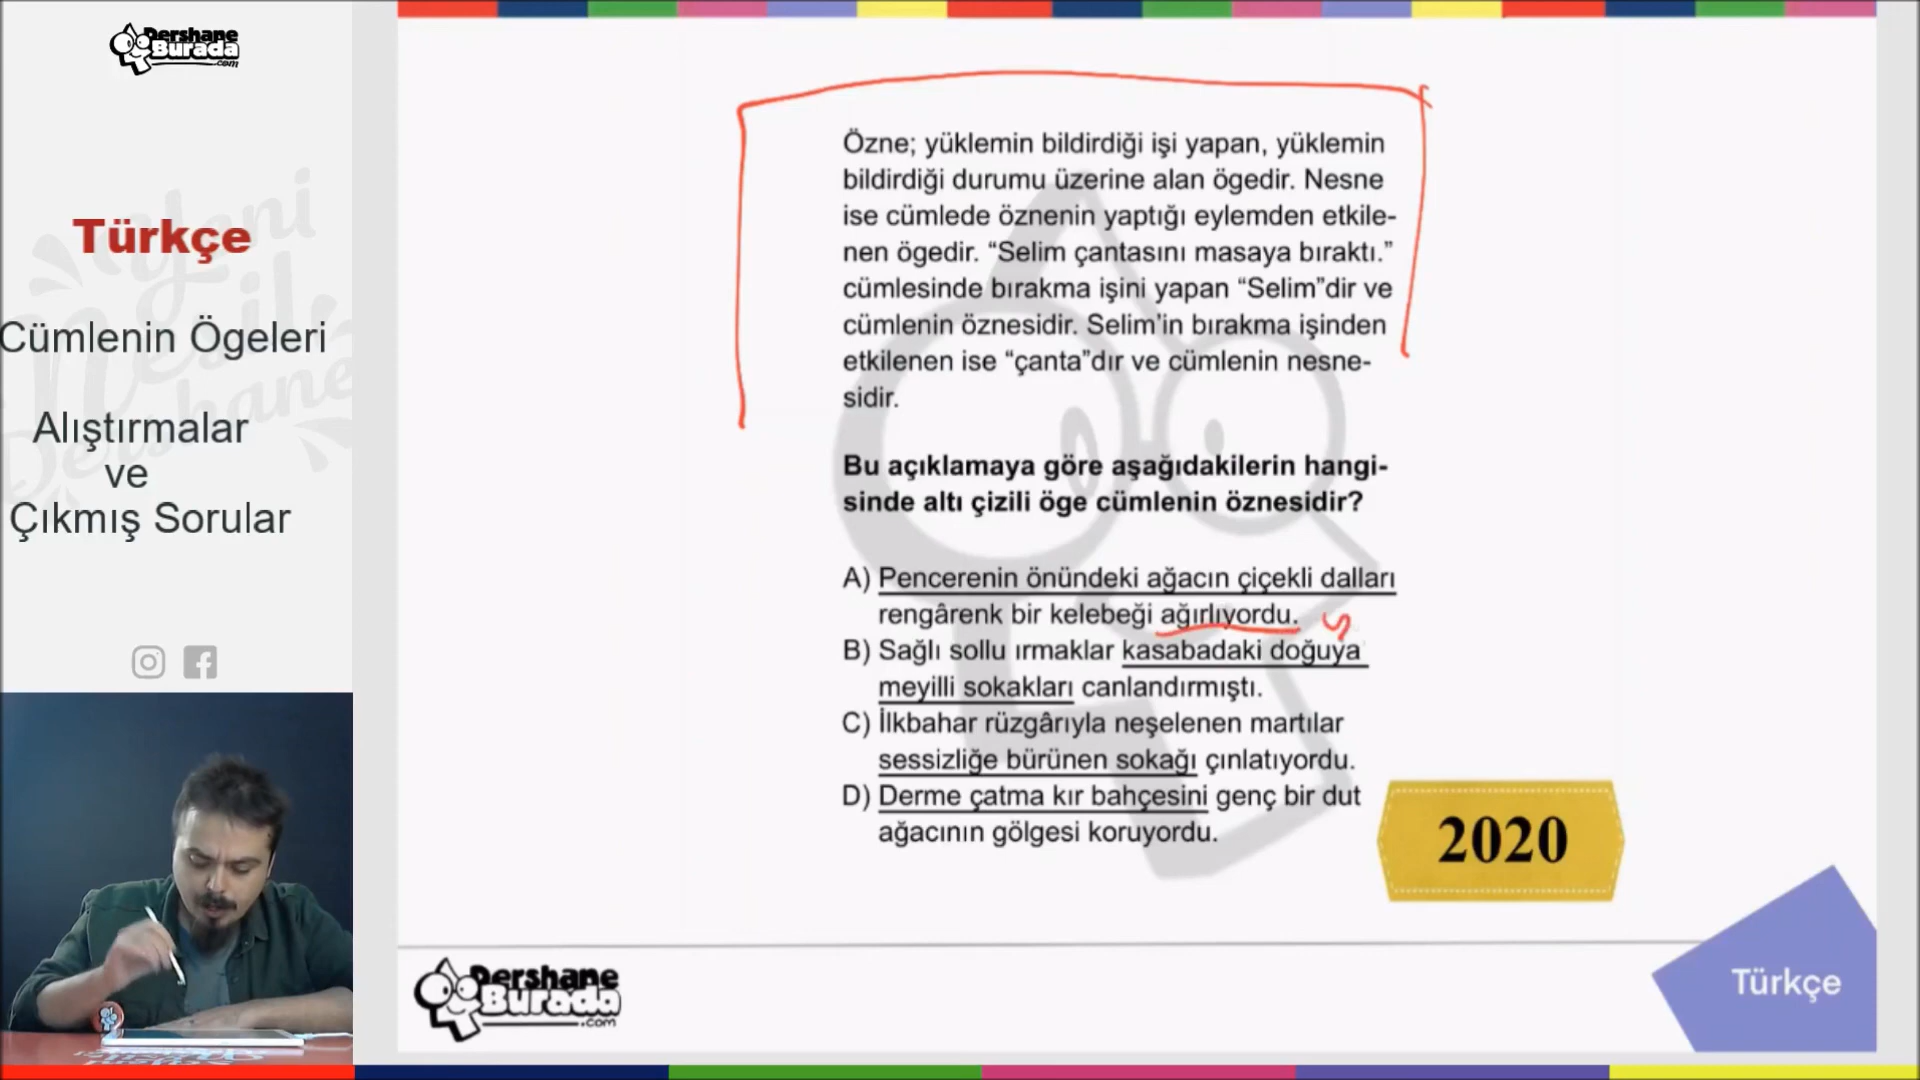 Dershane
Burada
.com
Türkçe
Cümlenin Ögeleri
Alıştırmalar
ve
Çıkmış Sorular
Yeni
Nesil
Dershane
Özne; yüklemin bildirdiği işi yapan, yüklemin
bildirdiği durumu üzerine alan ögedir. Nesne
ise cümlede öznenin yaptığı eylemden etkile-
nen ögedir. “Selim çantasını masaya bıraktı.”
cümlesinde bırakma işini yapan “Selim”dir ve
cümlenin öznesidir. Selim’in bırakma işinden
etkilenen ise “çanta”dır ve cümlenin nesne-
sidir.
Bu açıklamaya göre aşağıdakilerin hangi-
sinde altı çizili öge cümlenin öznesidir?
A) Pencerenin önündeki ağacın çiçekli dalları
rengârenk bir kelebeği ağırlıyordu.
B) Sağlı sollu ırmaklar kasabadaki doğuya
meyilli sokakları canlandırmıştı.
C) İlkbahar rüzgârıyla neşelenen martılar
sessizliğe bürünen sokağı çınlatıyordu.
D) Derme çatma kır bahçesini genç bir dut
ağacının gölgesi koruyordu.
2020
Dershane
Burada
.com
Türkçe